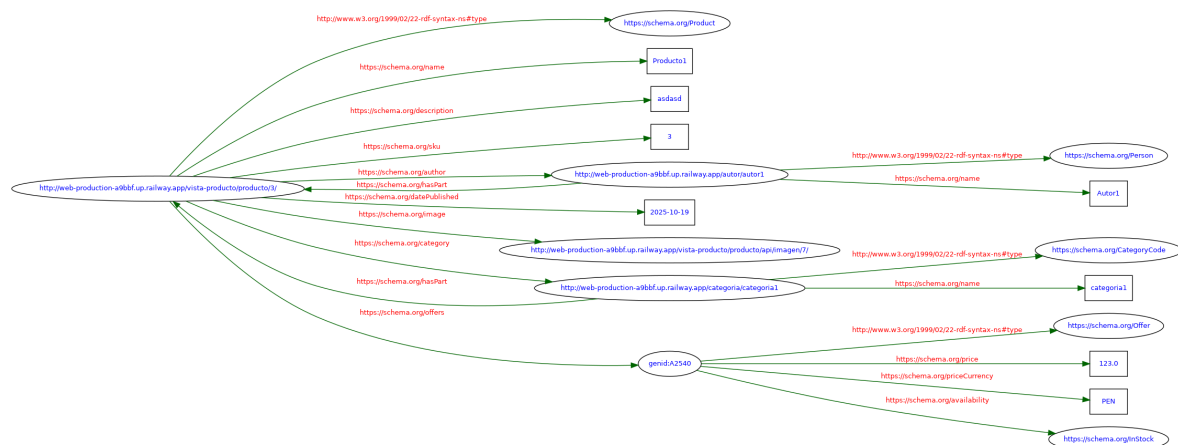 http://www.w3.org/1999/02/22-rdf-syntax-ns#type
https://schema.org/Product
https://schema.org/name
Producto1
https://schema.org/description
asdasd
https://schema.org/sku
3
http://web-production-a9bbf.up.railway.app/vista-producto/producto/3/
https://schema.org/author
http://web-production-a9bbf.up.railway.app/autor/autor1
https://schema.org/hasPart
http://www.w3.org/1999/02/22-rdf-syntax-ns#type
https://schema.org/Person
https://schema.org/name
Autor1
https://schema.org/datePublished
2025-10-19
https://schema.org/image
http://web-production-a9bbf.up.railway.app/vista-producto/producto/api/imagen/7/
https://schema.org/category
http://web-production-a9bbf.up.railway.app/categoria/categoria1
https://schema.org/hasPart
http://www.w3.org/1999/02/22-rdf-syntax-ns#type
https://schema.org/CategoryCode
https://schema.org/name
categoria1
https://schema.org/offers
genid:A2540
http://www.w3.org/1999/02/22-rdf-syntax-ns#type
https://schema.org/Offer
https://schema.org/price
123.0
https://schema.org/priceCurrency
PEN
https://schema.org/availability
https://schema.org/InStock